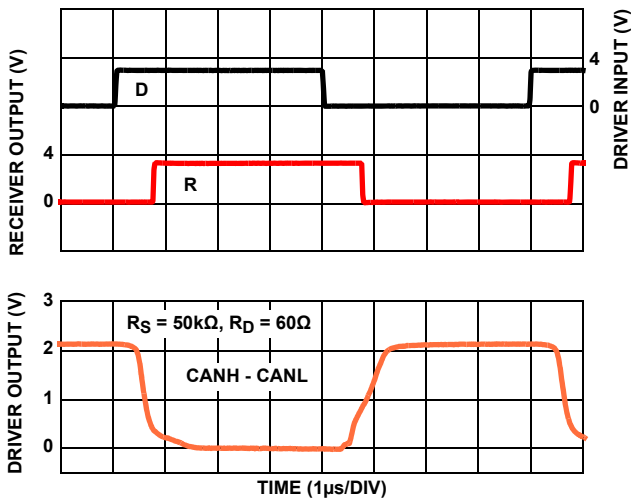 RECEIVER OUTPUT (V)
DRIVER INPUT (V)
4
0
D
4
0
R
DRIVER OUTPUT (V)
3
2
1
0
RS = 50kΩ, RD = 60Ω
CANH - CANL
TIME (1µs/DIV)